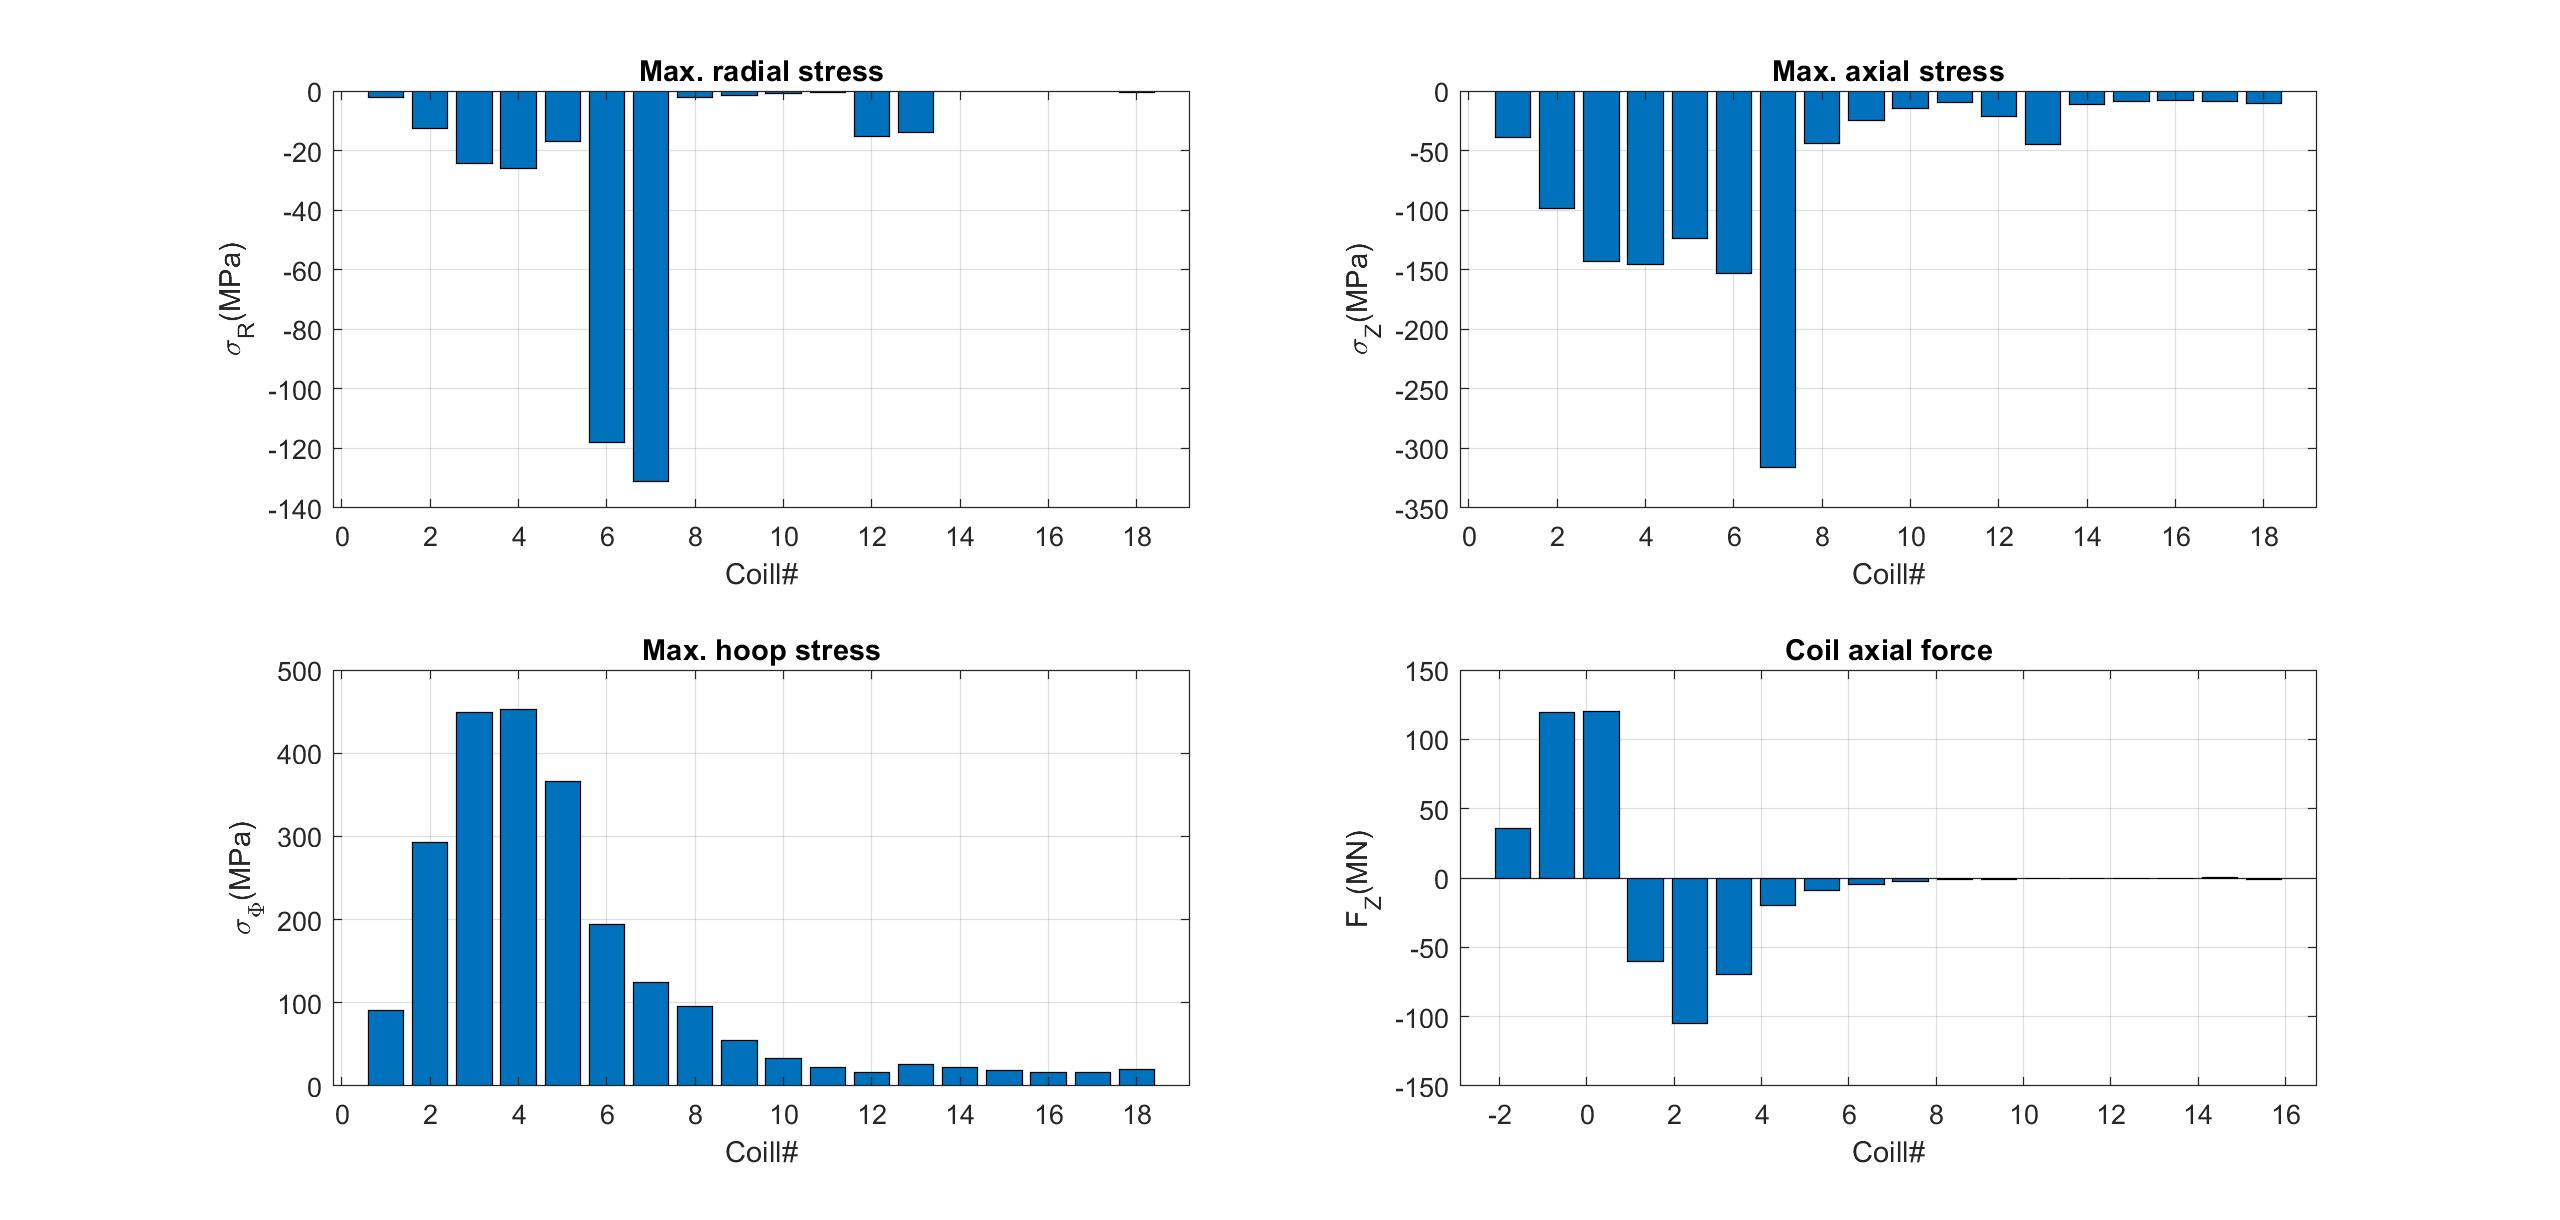 Max. radial stress
0
-20
-40
-60
-80
-100
-120
-140
σR(MPa)
0 2 4 6 8 10 12 14 16 18
Coill#
Max. axial stress
0
-50
-100
-150
-200
-250
-300
-350
σZ(MPa)
0 2 4 6 8 10 12 14 16 18
Coill#
Max. hoop stress
500
400
300
200
100
0
σΦ(MPa)
0 2 4 6 8 10 12 14 16 18
Coill#
Coil axial force
150
100
50
0
-50
-100
-150
FZ(MN)
-2 0 2 4 6 8 10 12 14 16
Coill#